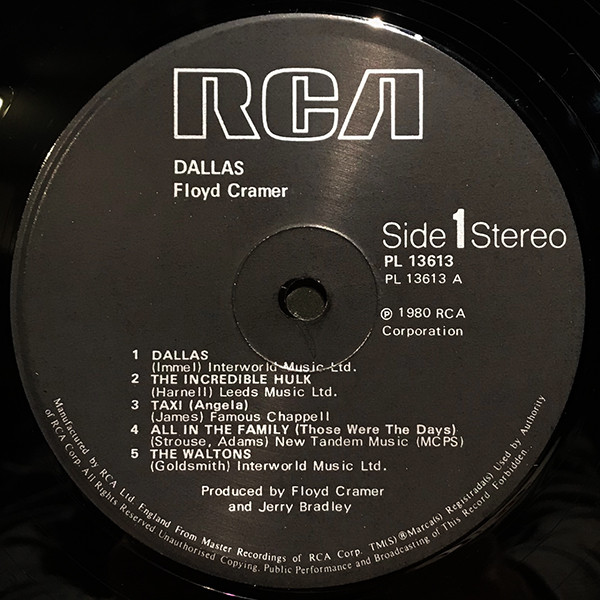 RCA
DALLAS
Floyd Cramer
Side 1 Stereo
PL 13613
PL 13613 A
℗ 1980 RCA
Corporation
1 DALLAS
(Immel) Interworld Music Ltd.
2 THE INCREDIBLE HULK
(Harnell) Leeds Music Ltd.
3 TAXI (Angela)
(James) Famous Chappell
4 ALL IN THE FAMILY (Those Were The Days)
(Strouse, Adams) New Tandem Music (MCPS)
5 THE WALTONS
(Goldsmith) Interworld Music Ltd.
Produced by Floyd Cramer
and Jerry Bradley
Manufactured by RCA Ltd. England From Master Recordings of RCA Corp. TM(S) ® Marca(s) Registrada(s) Used by Authority
of RCA Corp. All Rights Reserved Unauthorised Copying, Public Performance and Broadcasting of This Record Forbidden.